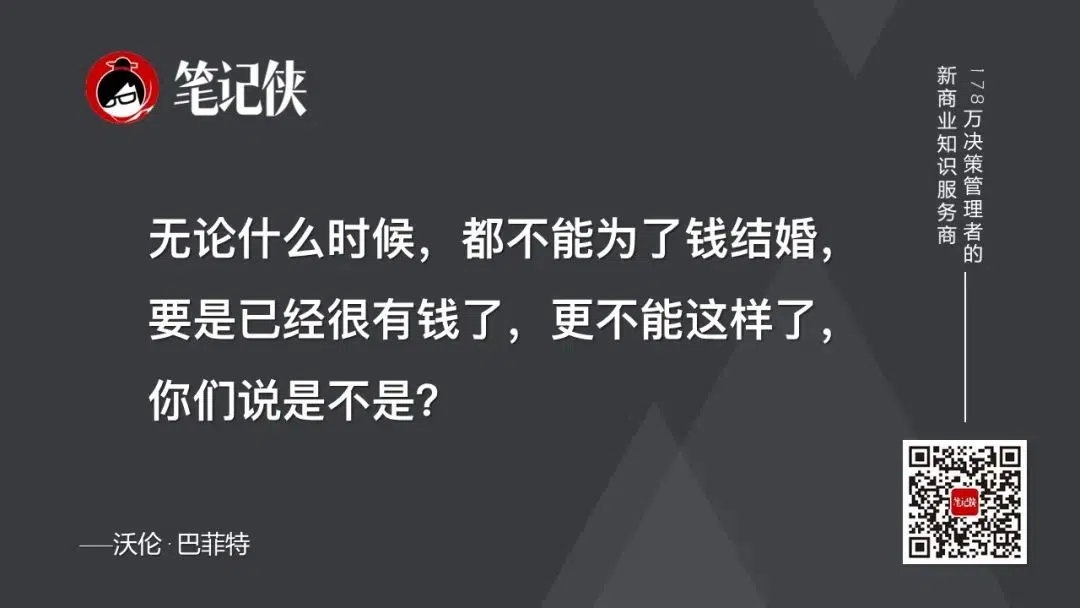 笔记侠
178万决策管理者的
新商业知识服务商
无论什么时候，都不能为了钱结婚，
要是已经很有钱了，更不能这样了，
你们说是不是？
——沃伦·巴菲特
笔记侠